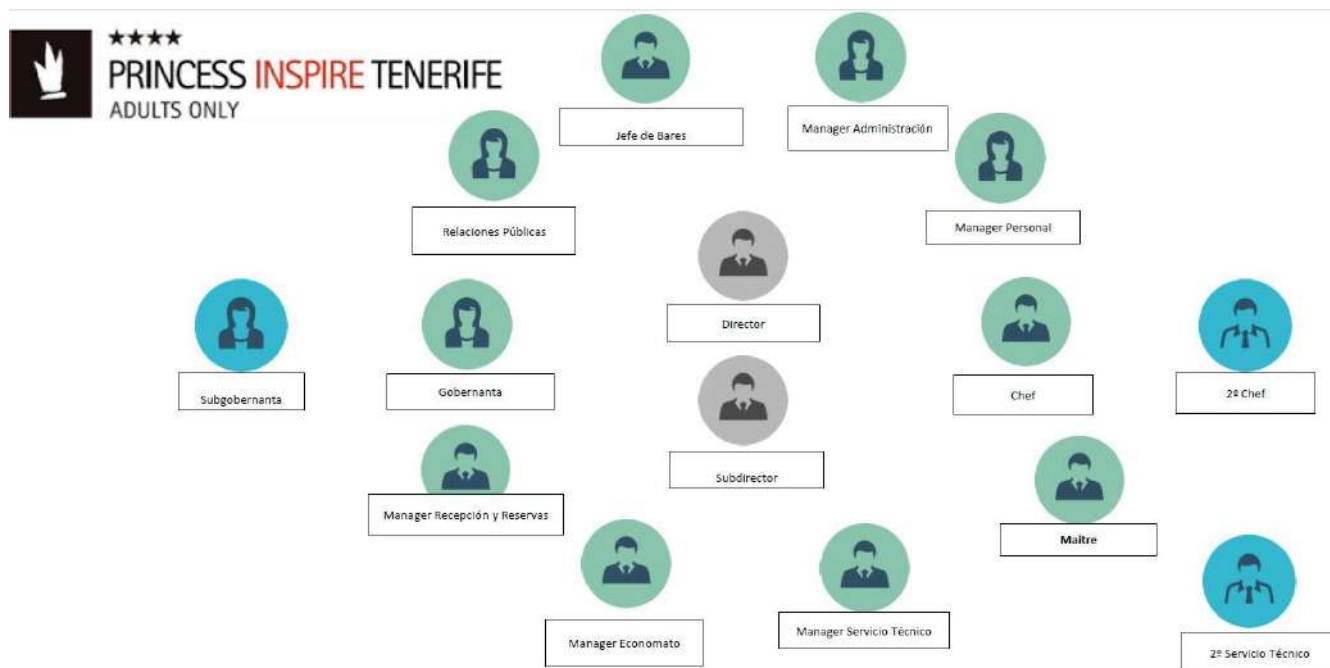 ★★★★
PRINCESS INSPIRE TENERIFE
ADULTS ONLY
Jefe de Bares
Manager Administración
Relaciones Públicas
Manager Personal
Director
Subgobernanta
Gobernanta
Chef
2º Chef
Subdirector
Manager Recepción y Reservas
Maitre
Manager Economato
Manager Servicio Técnico
2º Servicio Técnico